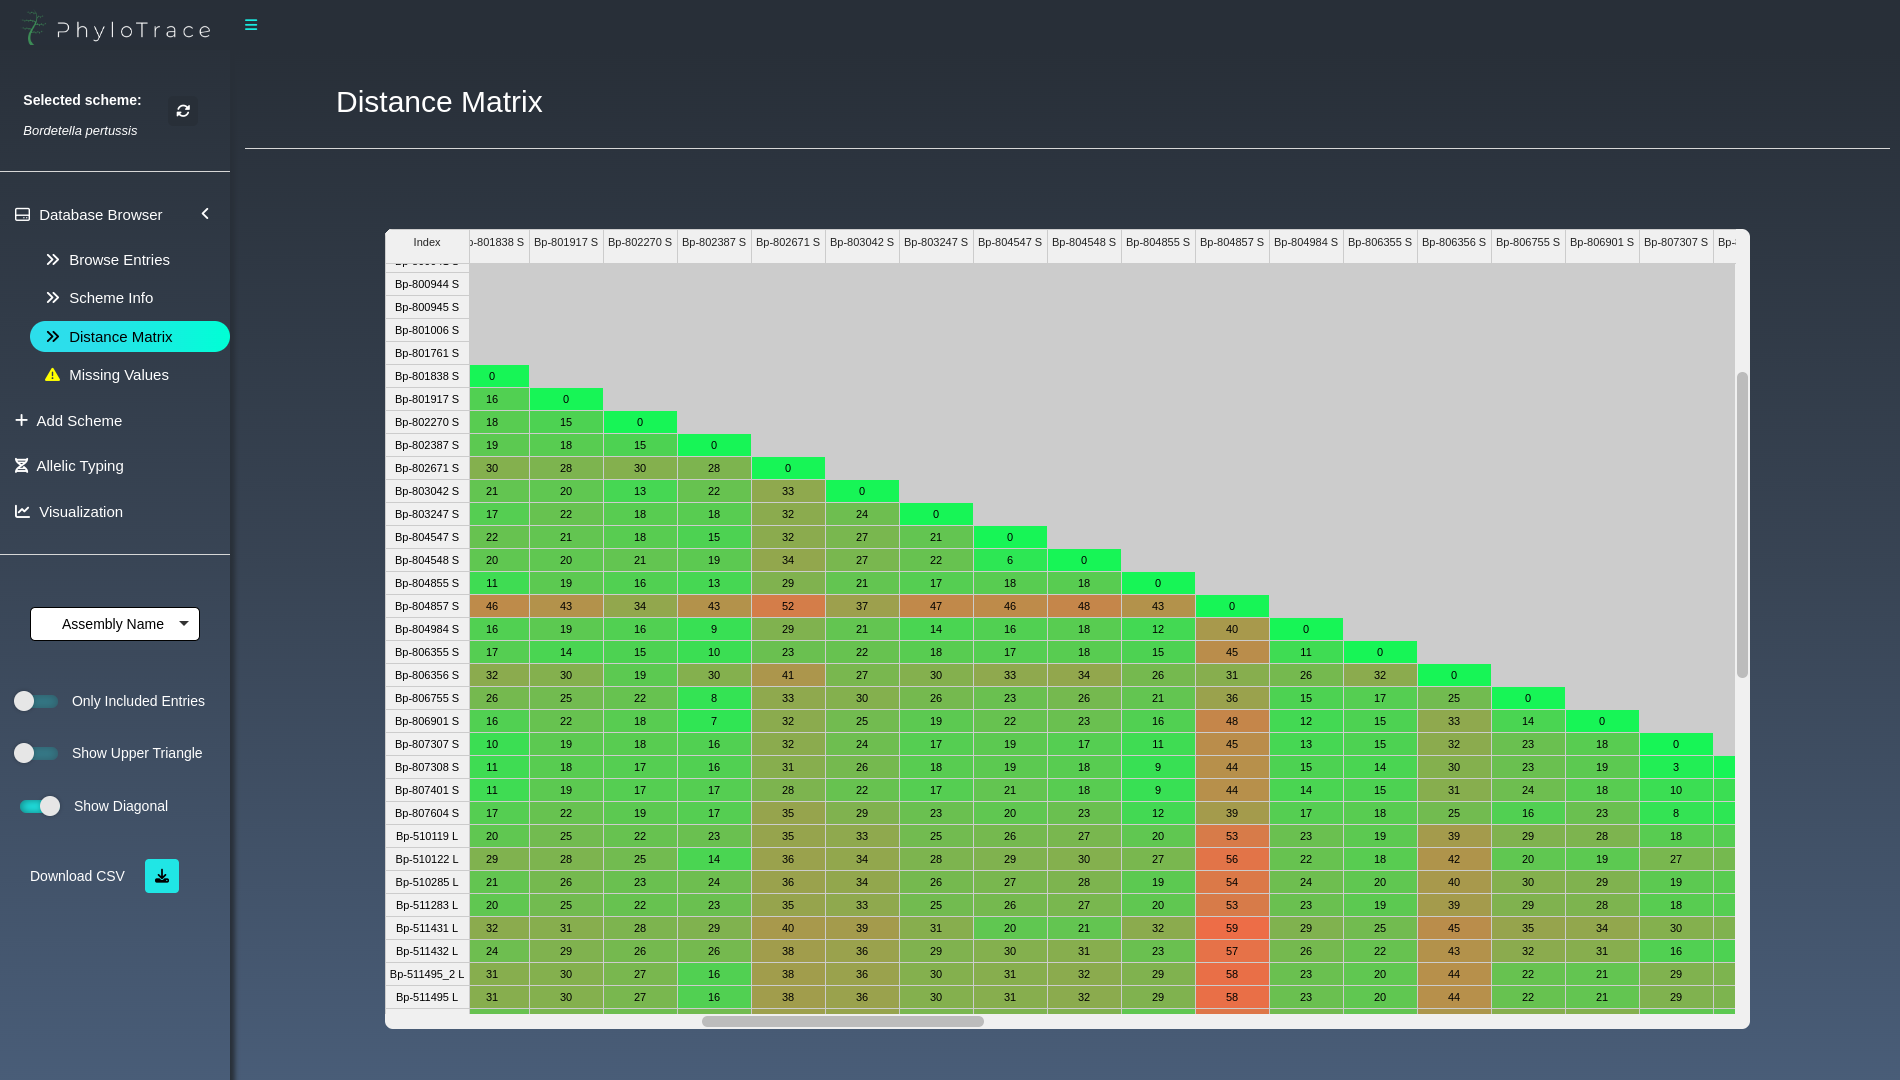 PhyloTrace
Selected scheme:
Bordetella pertussis
Database Browser
Browse Entries
Scheme Info
Distance Matrix
Missing Values
Add Scheme
Allelic Typing
Visualization
Assembly Name
Only Included Entries
Show Upper Triangle
Show Diagonal
Download CSV
Distance Matrix
Index -801838 S Bp-801917 S Bp-802270 S Bp-802387 S Bp-802671 S Bp-803042 S Bp-803247 S Bp-804547 S Bp-804548 S Bp-804855 S Bp-804857 S Bp-804984 S Bp-806355 S Bp-806356 S Bp-806755 S Bp-806901 S Bp-807307 S Bp-
Bp-800944 S
Bp-800945 S
Bp-801006 S
Bp-801761 S
Bp-801838 S 0
Bp-801917 S 16 0
Bp-802270 S 18 15 0
Bp-802387 S 19 18 15 0
Bp-802671 S 30 28 30 28 0
Bp-803042 S 21 20 13 22 33 0
Bp-803247 S 17 22 18 18 32 24 0
Bp-804547 S 22 21 18 15 32 27 21 0
Bp-804548 S 20 20 21 19 34 27 22 6 0
Bp-804855 S 11 19 16 13 29 21 17 18 18 0
Bp-804857 S 46 43 34 43 52 37 47 46 48 43 0
Bp-804984 S 16 19 16 9 29 21 14 16 18 12 40 0
Bp-806355 S 17 14 15 10 23 22 18 17 18 15 45 11 0
Bp-806356 S 32 30 19 30 41 27 30 33 34 26 31 26 32 0
Bp-806755 S 26 25 22 8 33 30 26 23 26 21 36 15 17 25 0
Bp-806901 S 16 22 18 7 32 25 19 22 23 16 48 12 15 33 14 0
Bp-807307 S 10 19 18 16 32 24 17 19 17 11 45 13 15 32 23 18 0
Bp-807308 S 11 18 17 16 31 26 18 19 18 9 44 15 14 30 23 19 3
Bp-807401 S 11 19 17 17 28 22 17 21 18 9 44 14 15 31 24 18 10
Bp-807604 S 17 22 19 17 35 29 23 20 23 12 39 17 18 25 16 23 8
Bp-510119 L 20 25 22 23 35 33 25 26 27 20 53 23 19 39 29 28 18
Bp-510122 L 29 28 25 14 36 34 28 29 30 27 56 22 18 42 20 19 27
Bp-510285 L 21 26 23 24 36 34 26 27 28 19 54 24 20 40 30 29 19
Bp-511283 L 20 25 22 23 35 33 25 26 27 20 53 23 19 39 29 28 18
Bp-511431 L 32 31 28 29 40 39 31 20 21 32 59 29 25 45 35 34 30
Bp-511432 L 24 29 26 26 38 36 29 30 31 23 57 26 22 43 32 31 16
Bp-511495_2 L 31 30 27 16 38 36 30 31 32 29 58 23 20 44 22 21 29
Bp-511495 L 31 30 27 16 38 36 30 31 32 29 58 23 20 44 22 21 29